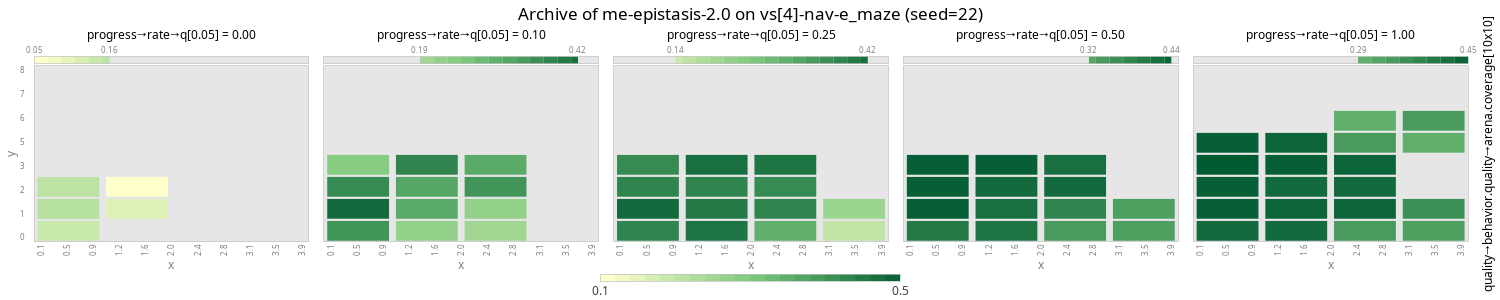 Archive of me-epistasis-2.0 on vs[4]-nav-e_maze (seed=22)
progress→rate→q[0.05] = 0.00
progress→rate→q[0.05] = 0.10
progress→rate→q[0.05] = 0.25
progress→rate→q[0.05] = 0.50
progress→rate→q[0.05] = 1.00
0.05 0.16
0.19 0.42
0.14 0.42
0.32 0.44
0.29 0.45
8
7
6
5
3
2
1
0
y
0.1 0.5 0.9 1.2 1.6 2.0 2.4 2.8 3.1 3.5 3.9
0.1 0.5 0.9 1.2 1.6 2.0 2.4 2.8 3.1 3.5 3.9
0.1 0.5 0.9 1.2 1.6 2.0 2.4 2.8 3.1 3.5 3.9
0.1 0.5 0.9 1.2 1.6 2.0 2.4 2.8 3.1 3.5 3.9
0.1 0.5 0.9 1.2 1.6 2.0 2.4 2.8 3.1 3.5 3.9
x
x
x
x
x
0.1 0.5
quality→behavior.quality→arena.coverage[10x10]